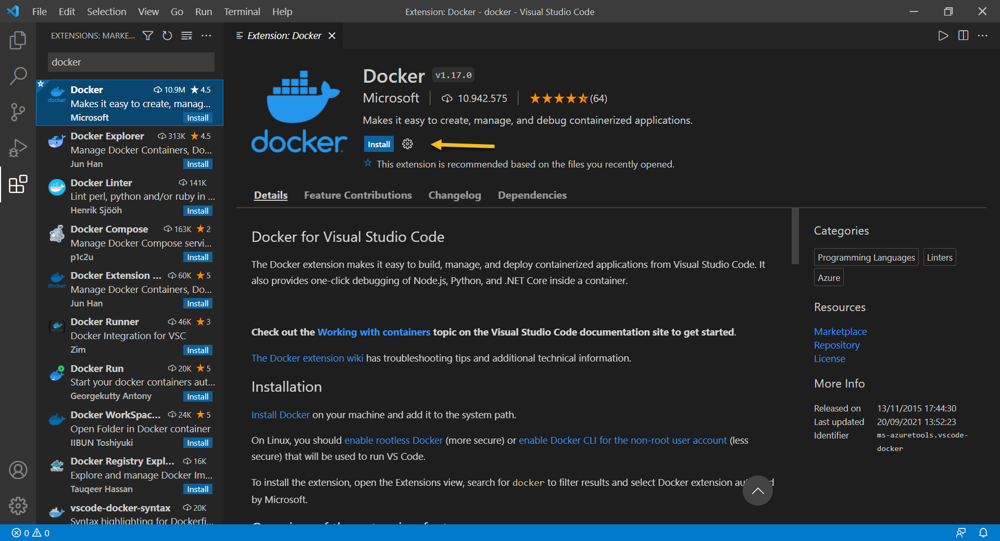 File Edit Selection View Go Run Terminal Help
Extension: Docker - docker - Visual Studio Code
EXTENSIONS: MARKE...
docker
Docker 10.9M 4.5
Makes it easy to create, manag...
Microsoft Install
Docker Explorer 313K 4.5
Manage Docker Containers, Do...
Jun Han Install
Docker Linter 141K
Lint perl, python and/or ruby in ...
Henrik Sjööh Install
Docker Compose 163K 2
Manage Docker Compose servi...
p1c2u Install
Docker Extension ... 60K 5
Manage Docker Containers, Do...
Jun Han Install
Docker Runner 46K 3
Docker Integration for VSC
Zim Install
Docker Run 20K 5
Start your docker containers aut...
Georgekutty Antony Install
Docker WorkSpac... 24K 5
Open Folder in Docker container
IIBUN Toshiyuki Install
Docker Registry Expl... 16K
Explore and manage Docker Im...
Tauqeer Hassan Install
vscode-docker-syntax 20K
Syntax highlighting for Dockerfi...
Extension: Docker
docker
Docker v1.17.0
Microsoft 10.942.575 (64)
Makes it easy to create, manage, and debug containerized applications.
Install
This extension is recommended based on the files you recently opened.
Details Feature Contributions Changelog Dependencies
Docker for Visual Studio Code
The Docker extension makes it easy to build, manage, and deploy containerized applications from Visual Studio Code. It
also provides one-click debugging of Node.js, Python, and .NET Core inside a container.
Check out the Working with containers topic on the Visual Studio Code documentation site to get started.
The Docker extension wiki has troubleshooting tips and additional technical information.
Installation
Install Docker on your machine and add it to the system path.
On Linux, you should enable rootless Docker (more secure) or enable Docker CLI for the non-root user account (less
secure) that will be used to run VS Code.
To install the extension, open the Extensions view, search for docker to filter results and select Docker extension
by Microsoft.
Categories
Programming Languages Linters
Azure
Resources
Marketplace
Repository
License
More Info
Released on 13/11/2015 17:44:30
Last updated 20/09/2021 13:52:23
Identifier ms-azuretools.vscode-
docker
0 0